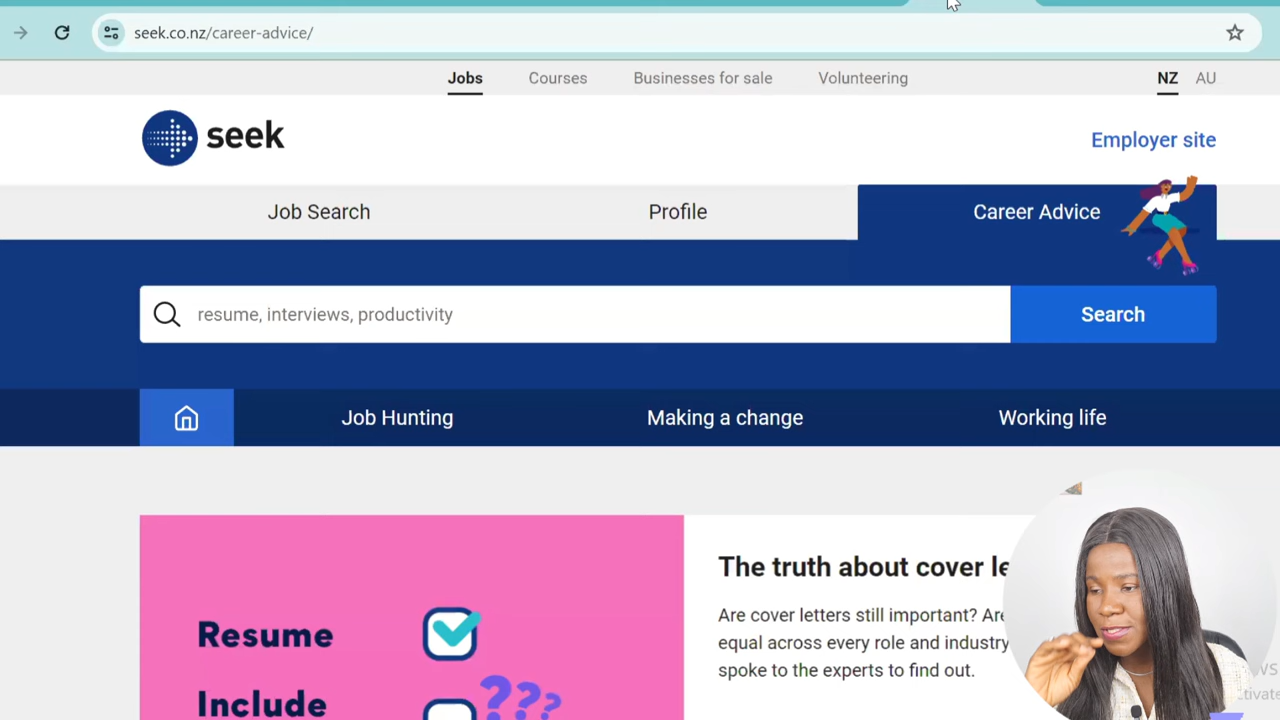 seek.co.nz/career-advice/
Jobs Courses Businesses for sale Volunteering NZ AU
seek
Employer site
Job Search Profile Career Advice
resume, interviews, productivity Search
Job Hunting Making a change Working life
The truth about cover le
Are cover letters still important? Are
equal across every role and industry
spoke to the experts to find out.
Resume
Include ???